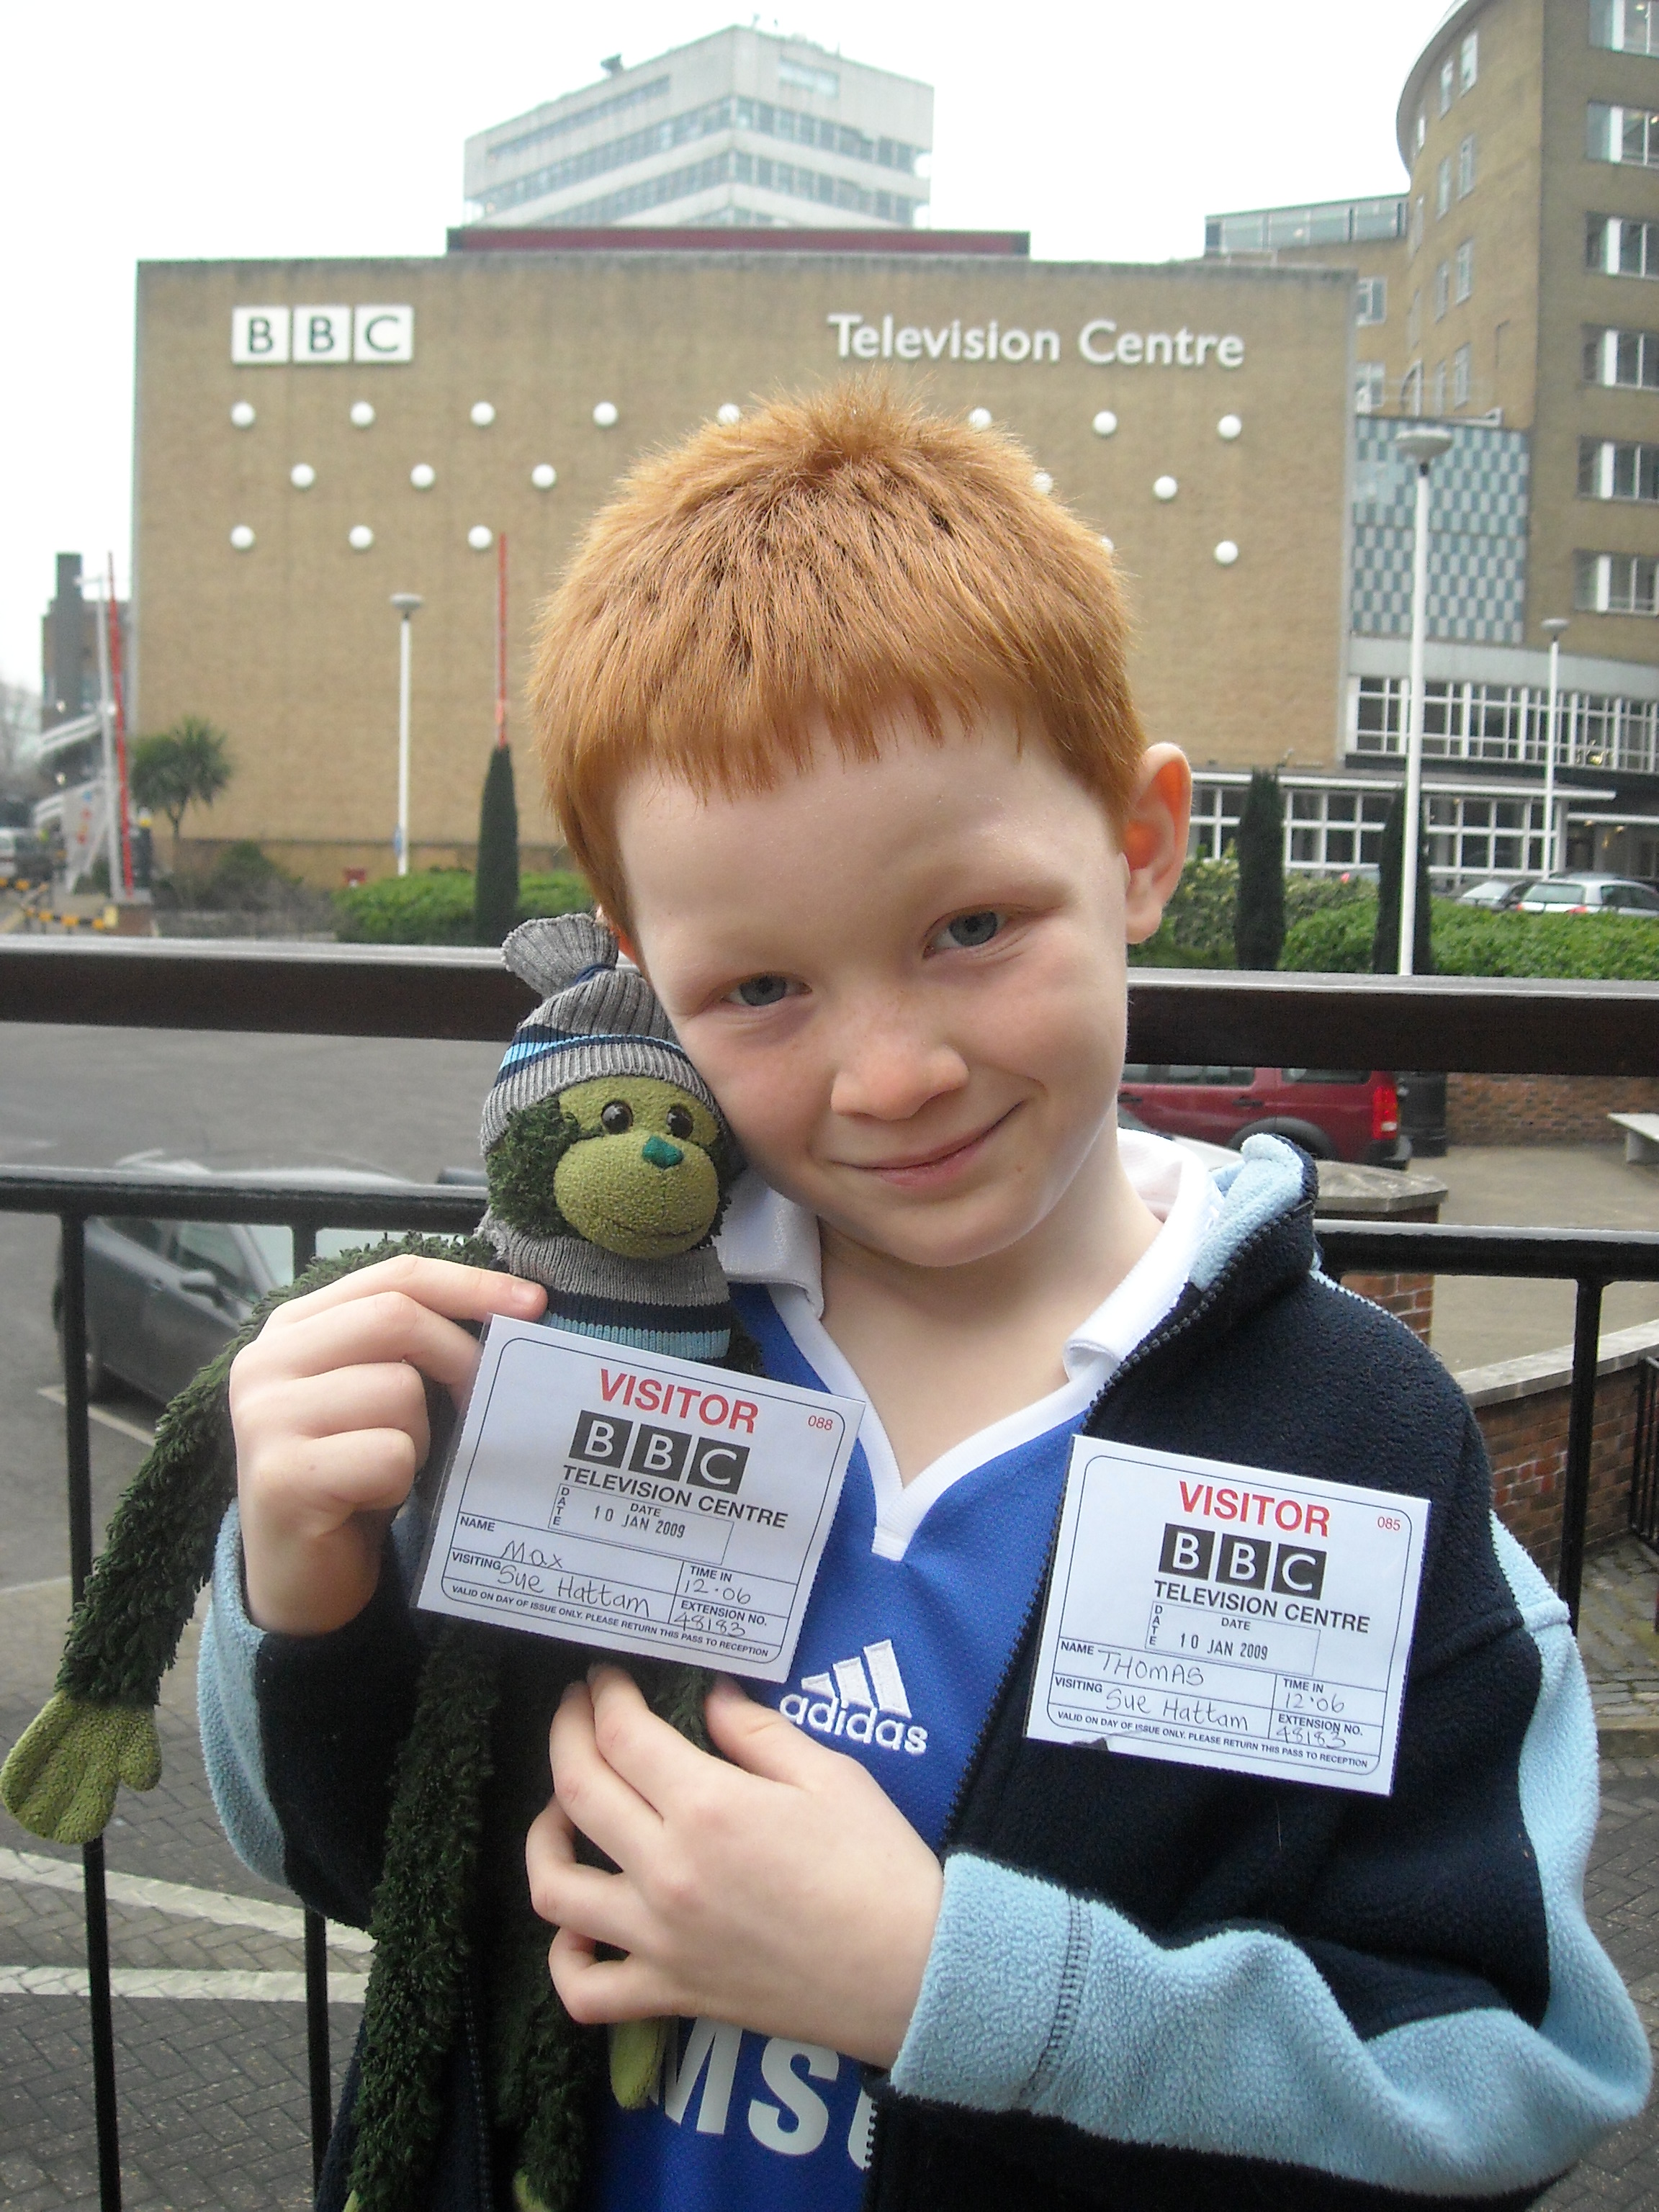 BBC Television Centre
VISITOR
088
BBC
TELEVISION CENTRE
DATE
DATE
10 JAN 2009
NAME Max
VISITING Sue Hattam
TIME IN
12.06
EXTENSION NO.
48183
VALID ON DAY OF ISSUE ONLY. PLEASE RETURN THIS PASS TO RECEPTION
VISITOR
085
BBC
TELEVISION CENTRE
DATE
DATE
10 JAN 2009
NAME THOMAS
VISITING Sue Hattam
TIME IN
12.06
EXTENSION NO.
48183
VALID ON DAY OF ISSUE ONLY. PLEASE RETURN THIS PASS TO RECEPTION
adidas